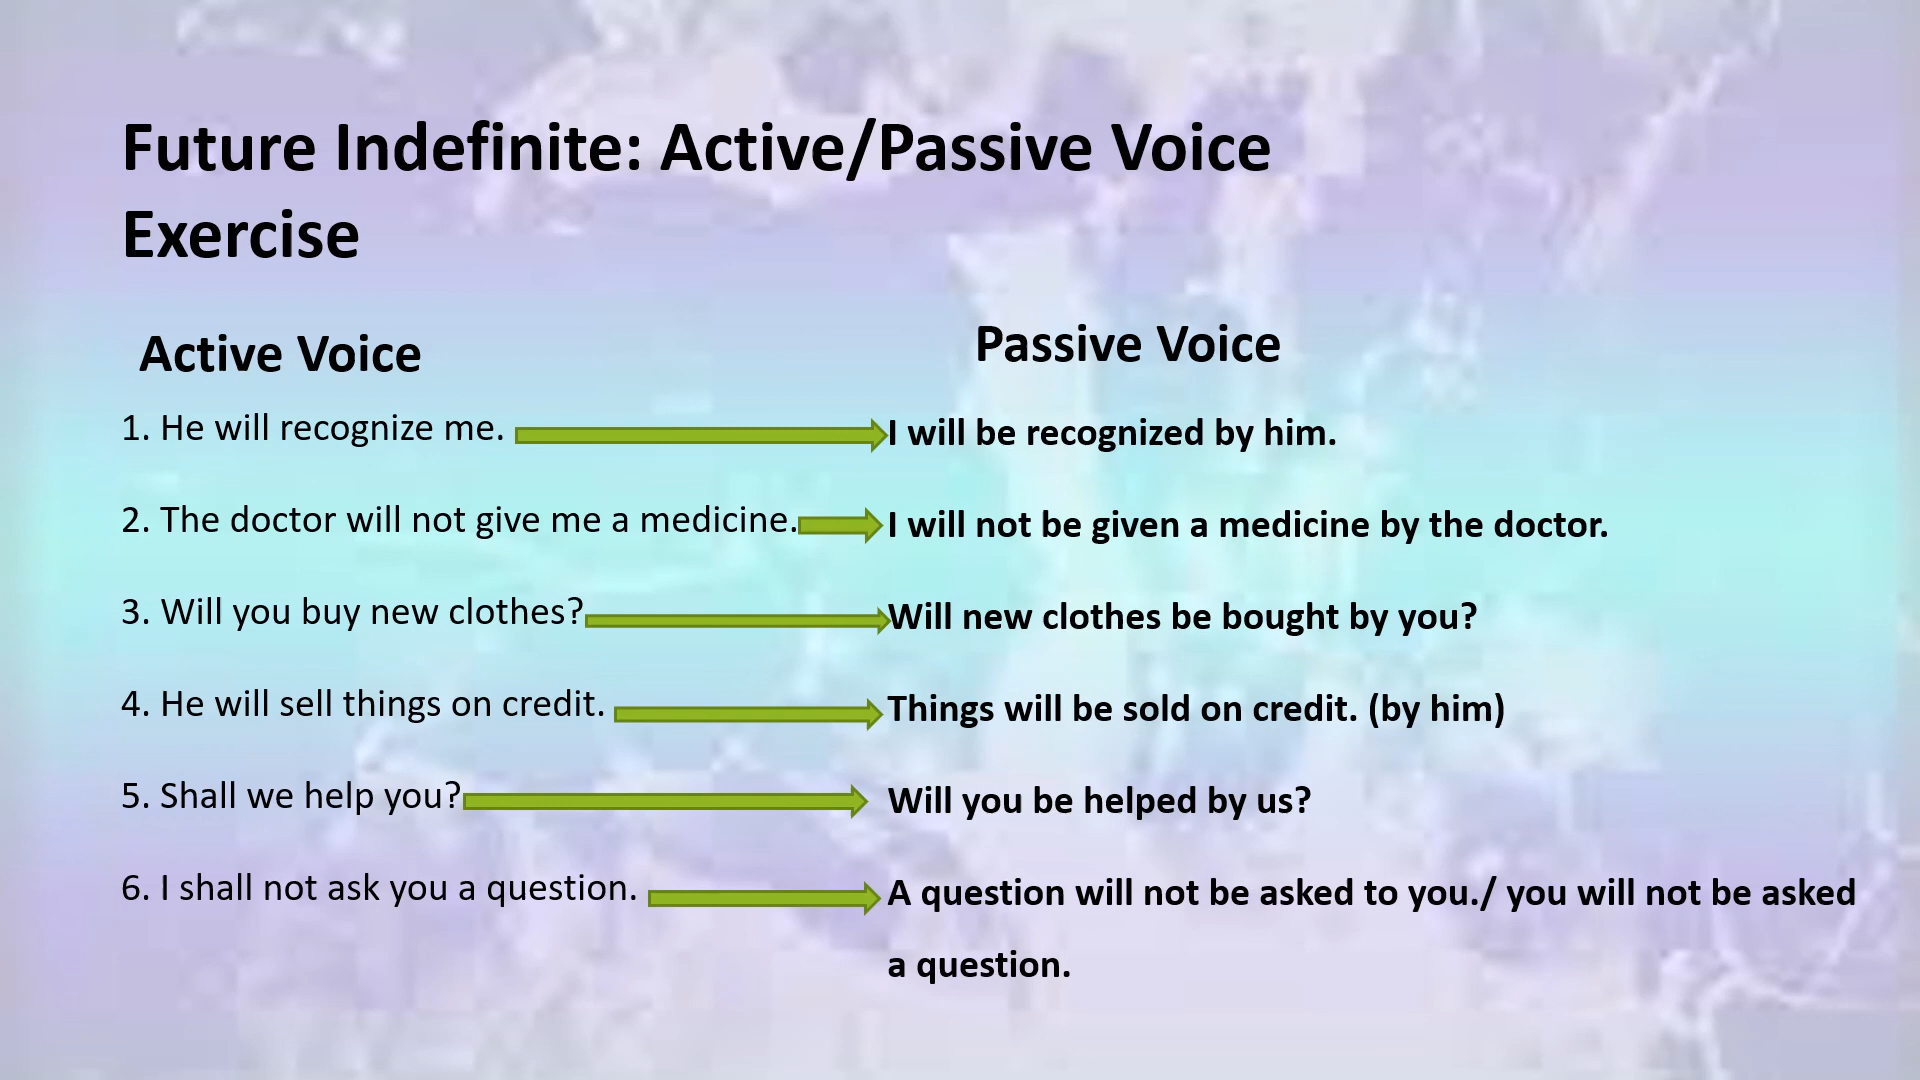 Future Indefinite: Active/Passive Voice
Exercise
Active Voice
Passive Voice
1. He will recognize me.
I will be recognized by him.
2. The doctor will not give me a medicine.
I will not be given a medicine by the doctor.
3. Will you buy new clothes?
Will new clothes be bought by you?
4. He will sell things on credit.
Things will be sold on credit. (by him)
5. Shall we help you?
Will you be helped by us?
6. I shall not ask you a question.
A question will not be asked to you./ you will not be asked
a question.